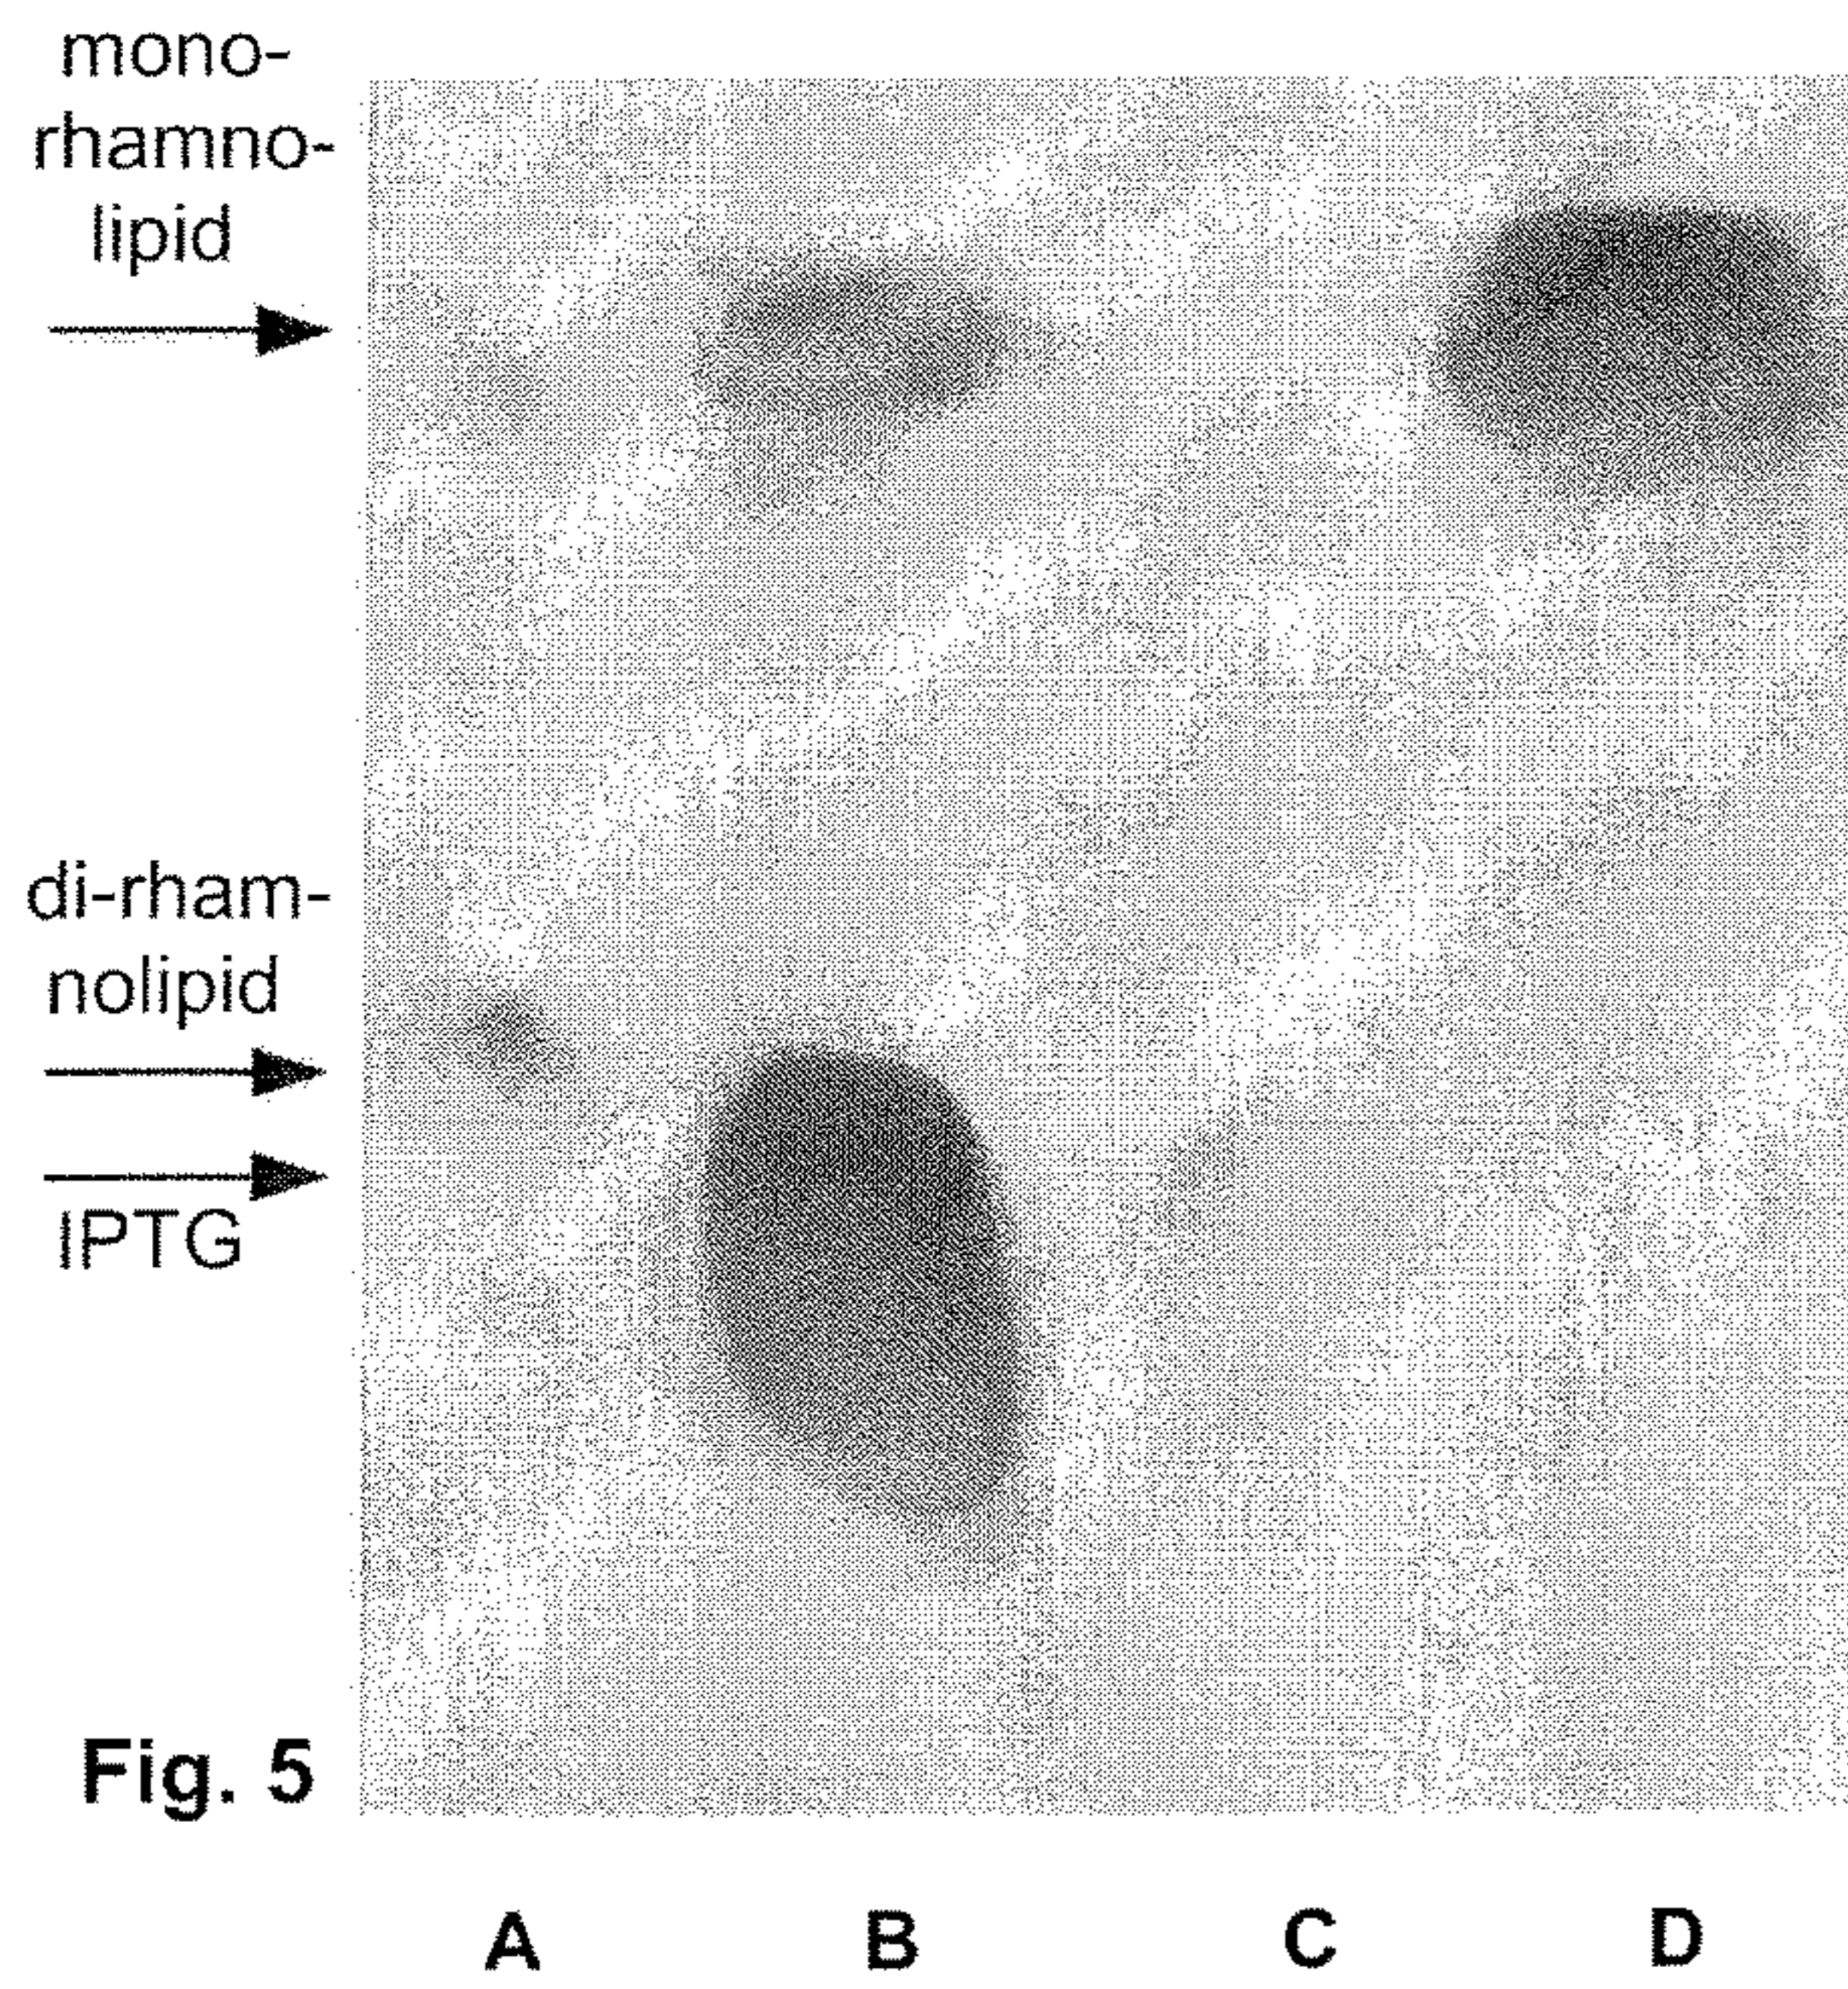 mono-
rhamno-
lipid
di-rham-
nolipid
IPTG
Fig. 5
A B C D